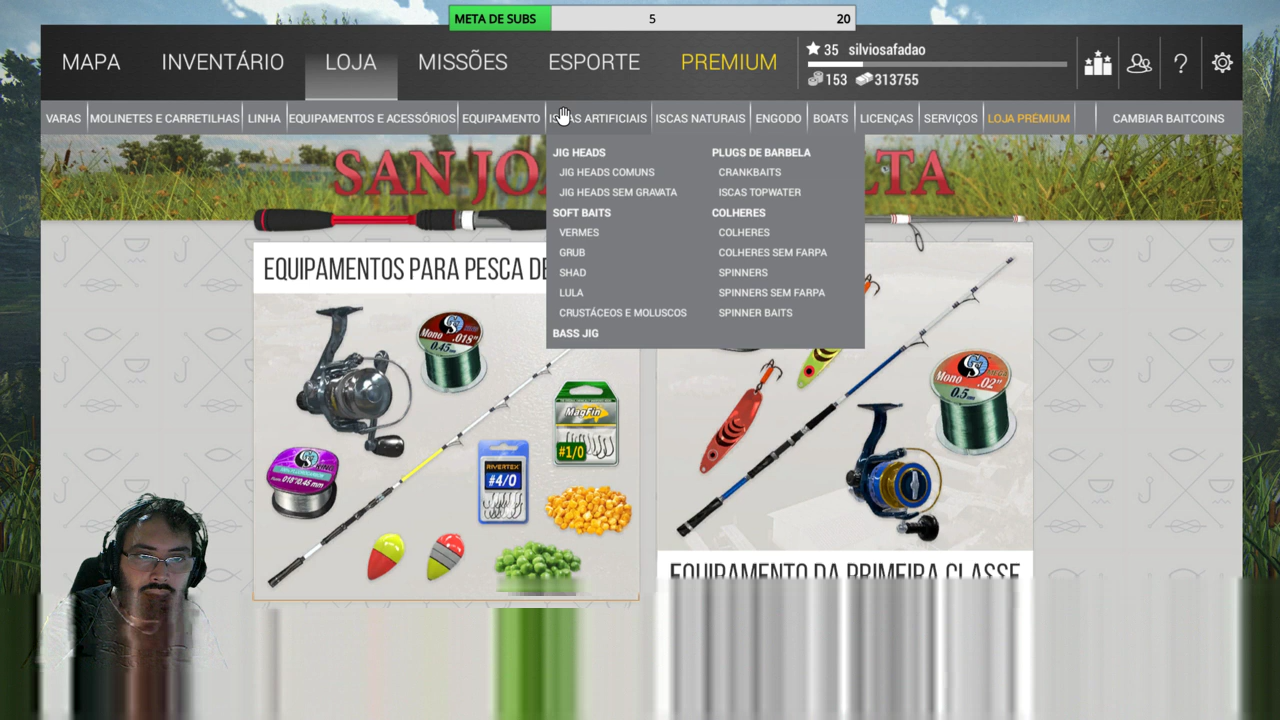 META DE SUBS 5 20
MAPA INVENTÁRIO LOJA MISSÕES ESPORTE PREMIUM
35 silviosafadao
153 313755
VARAS MOLINETES E CARRETILHAS LINHA EQUIPAMENTOS E ACESSÓRIOS EQUIPAMENTO ISCAS ARTIFICIAIS ISCAS NATURAIS ENGODO BOATS LICENÇAS SERVIÇOS LOJA PREMIUM CAMBIAR BAITCOINS
SAN JO LTA
JIG HEADS
JIG HEADS COMUNS
JIG HEADS SEM GRAVATA
SOFT BAITS
VERMES
GRUB
SHAD
LULA
CRUSTÁCEOS E MOLUSCOS
BASS JIG
PLUGS DE BARBELA
CRANKBAITS
ISCAS TOPWATER
COLHERES
COLHERES
COLHERES SEM FARPA
SPINNERS
SPINNERS SEM FARPA
SPINNER BAITS
EQUIPAMENTOS PARA PESCA DE
Mono .018"
0,45mm
MagFin
#1/0
RIVERTEX
#4/0
Mono .02"
0.5mm
EQUIPAMENTO DA PRIMEIRA CLASSE